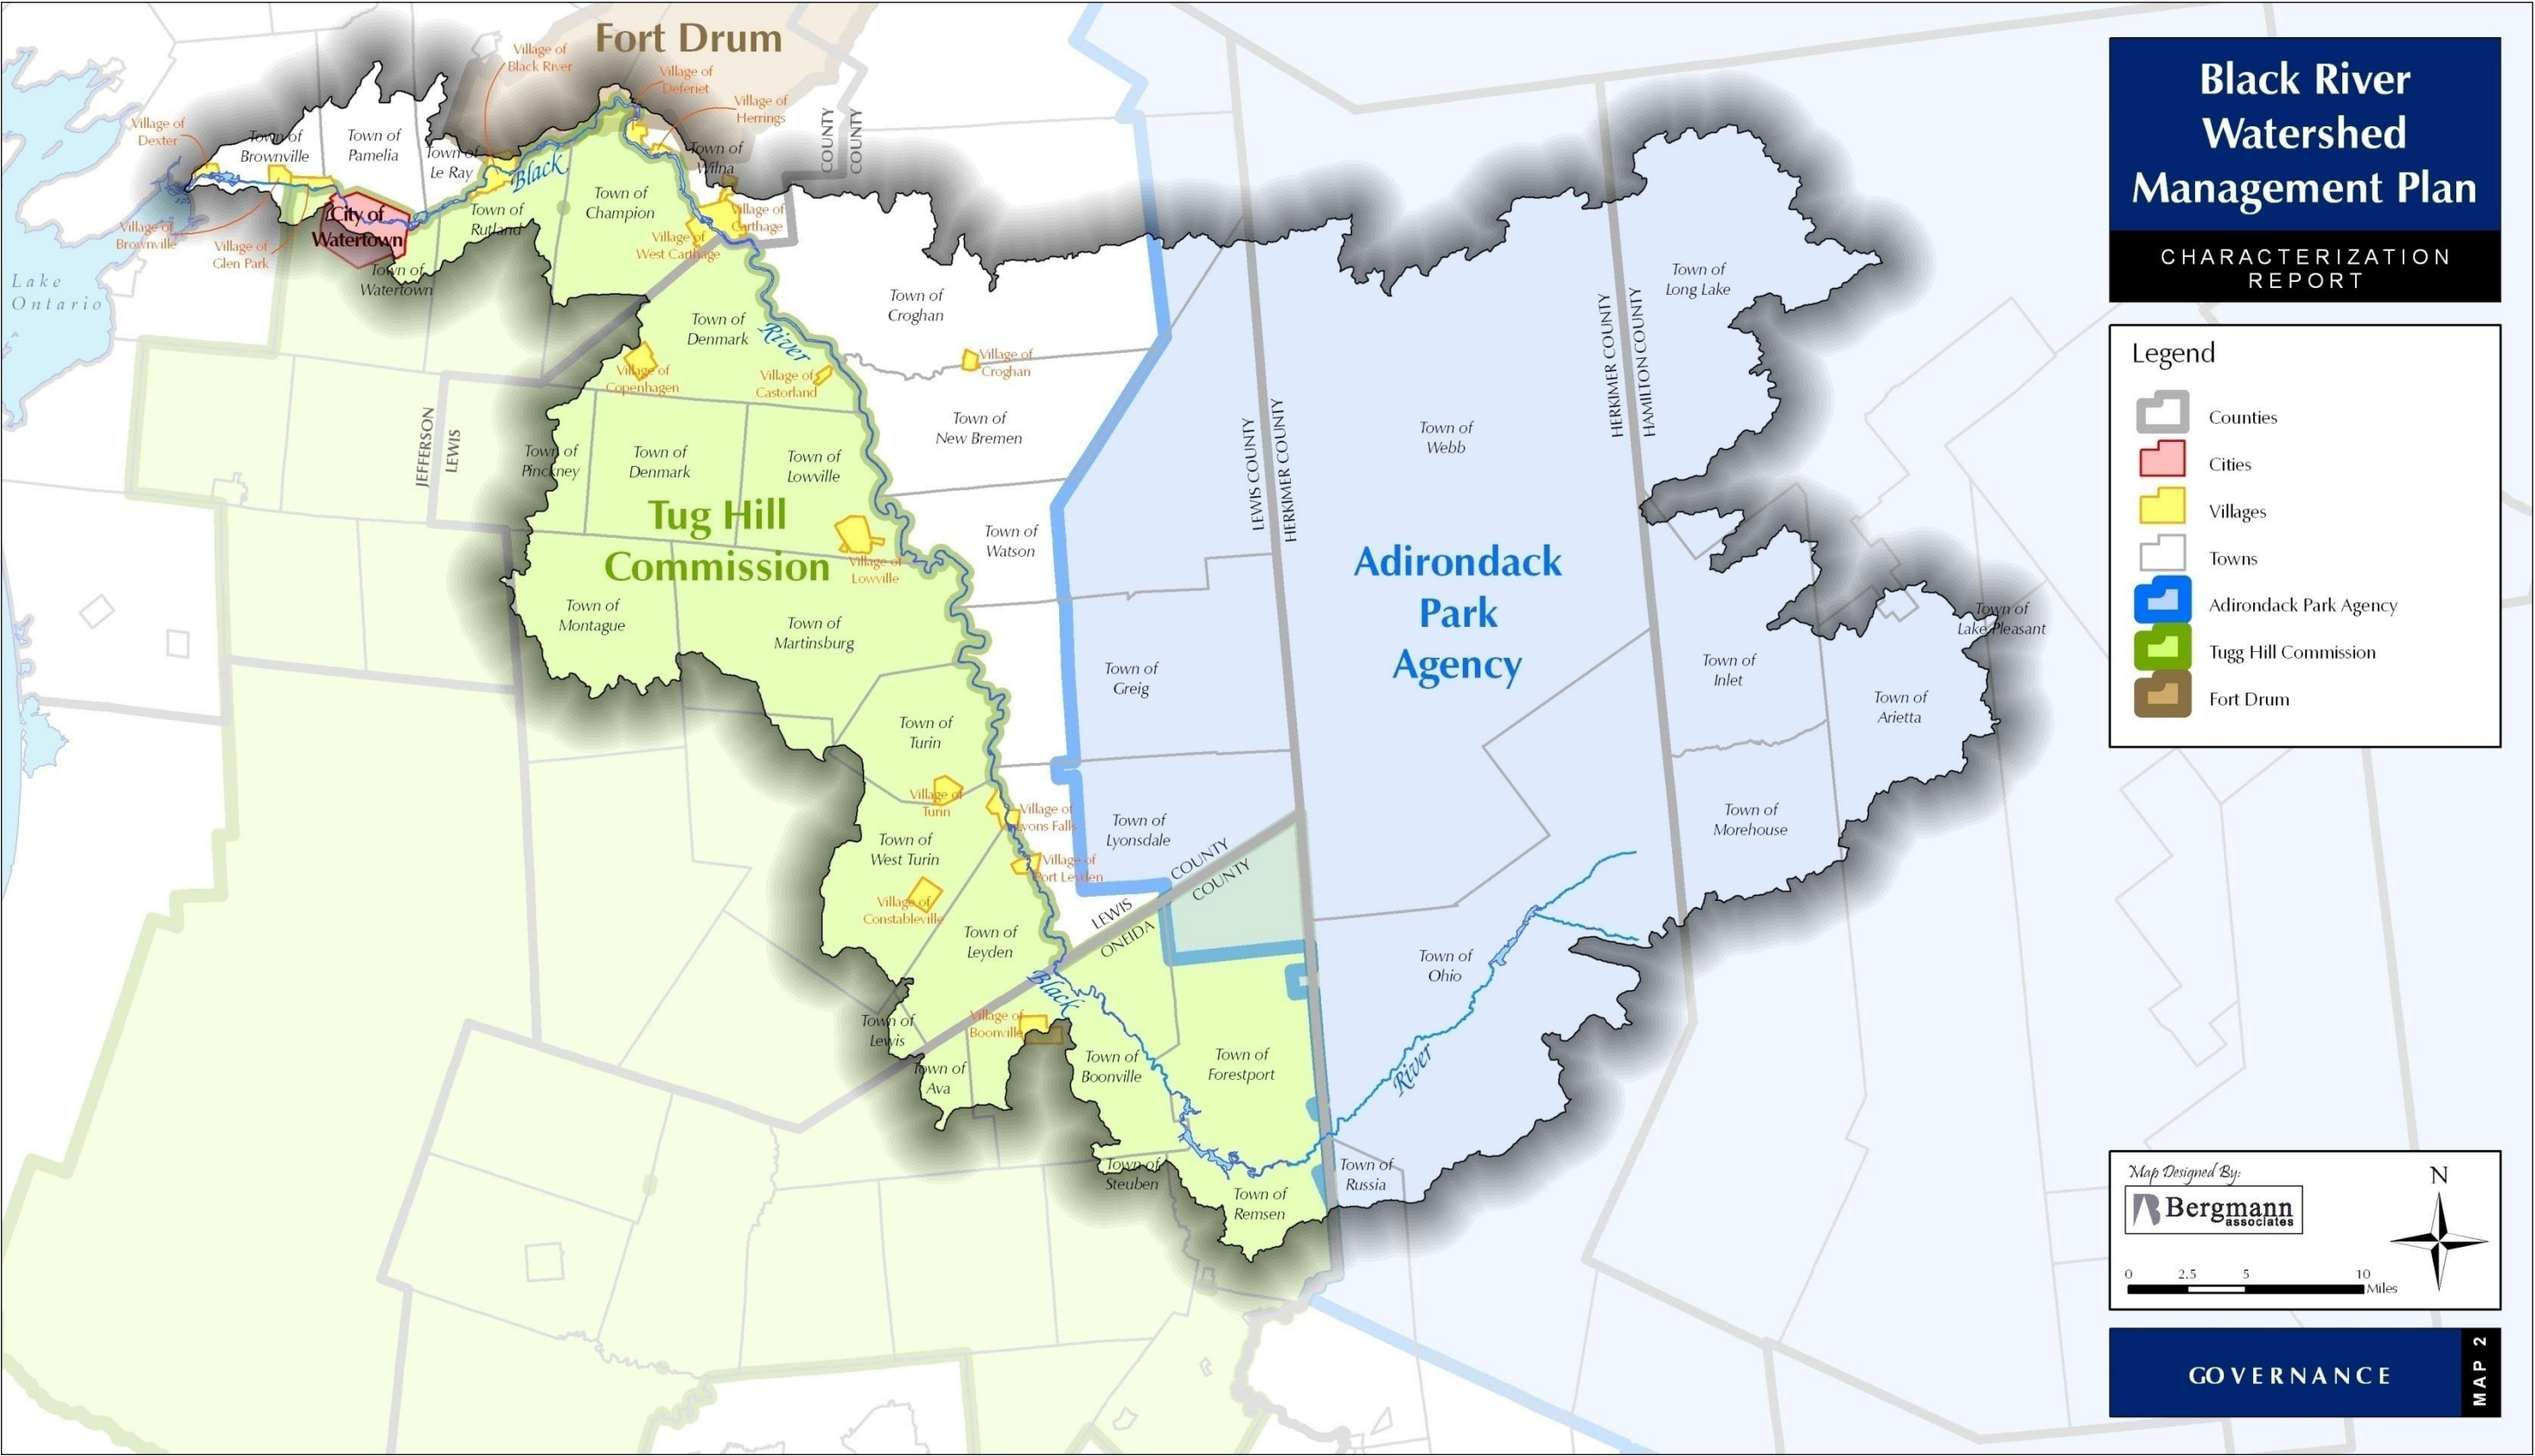 Fort Drum
Village of
Black River
Village of
Deferiet
Village of
Herrings
Village of
Dexter
Town of
Brownville
Town of
Pamelia
Town of
Le Ray
Black
Town of
Wilna
COUNTY
COUNTY
Town of
Champion
Town of
Rutland
City of
Watertown
Village of
Brownville
Village of
Glen Park
Town of
Watertown
Village of
Carthage
Village of
West Carthage
Lake
Ontario
Town of
Croghan
Town of
Denmark
River
Village of
Croghan
Village of
Copenhagen
Village of
Castorland
JEFFERSON
LEWIS
Town of
New Bremen
Town of
Pinckney
Town of
Denmark
Town of
Lowville
Tug Hill
Commission
Village of
Lowville
Town of
Watson
Town of
Montague
Town of
Martinsburg
Town of
Greig
Town of
Turin
Village of
Turin
Village of
Lyons Falls
Town of
Lyonsdale
Town of
West Turin
Village of
Port Leyden
Village of
Constableville
Town of
Leyden
LEWIS
COUNTY
ONEIDA
COUNTY
Black
Town of
Lewis
Village of
Boonville
Town of
Ava
Town of
Boonville
Town of
Forestport
Town of
Steuben
Town of
Remsen
Town of
Russia
River
Town of
Ohio
LEWIS COUNTY
HERKIMER COUNTY
Town of
Webb
Adirondack
Park
Agency
HERKIMER COUNTY
HAMILTON COUNTY
Town of
Long Lake
Town of
Lake Pleasant
Town of
Inlet
Town of
Arietta
Town of
Morehouse
Black River
Watershed
Management Plan
CHARACTERIZATION
REPORT
Legend
Counties
Cities
Villages
Towns
Adirondack Park Agency
Tugg Hill Commission
Fort Drum
Map Designed By:
Bergmann
associates
N
0 2.5 5 10
Miles
GOVERNANCE
MAP 2